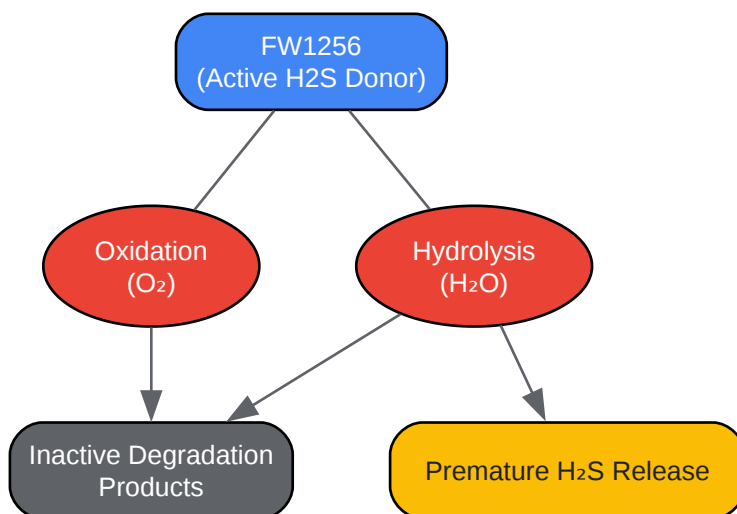 FW1256
(Active H2S Donor)
Oxidation
(O₂)
Hydrolysis
(H₂O)
Inactive Degradation
Products
Premature H₂S Release